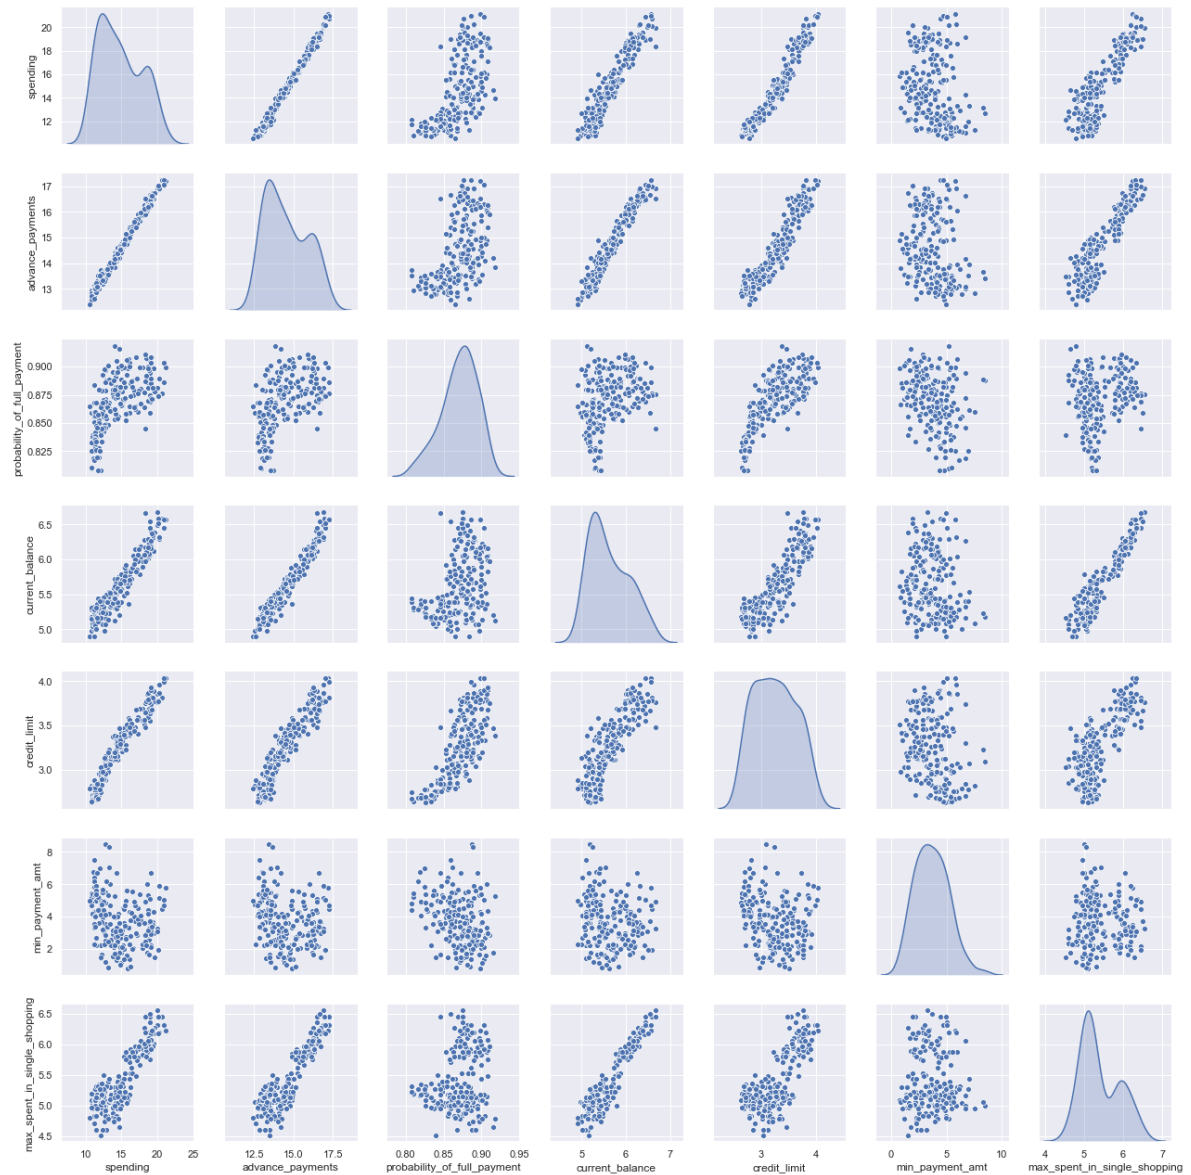 20
18
16
14
12
spending
17
16
15
14
13
advance_payments
0.900
0.875
0.850
0.825
probability_of_full_payment
6.5
6.0
5.5
5.0
current_balance
4.0
3.5
3.0
credit_limit
8
6
4
2
min_payment_amt
6.5
6.0
5.5
5.0
4.5
max_spent_in_single_shopping
10 15 20 25
12.5 15.0 17.5
0.80 0.85 0.90 0.95
5 6 7
3 4
0 5 10
4 5 6 7
spending
advance_payments
probability_of_full_payment
current_balance
credit_limit
min_payment_amt
max_spent_in_single_shopping